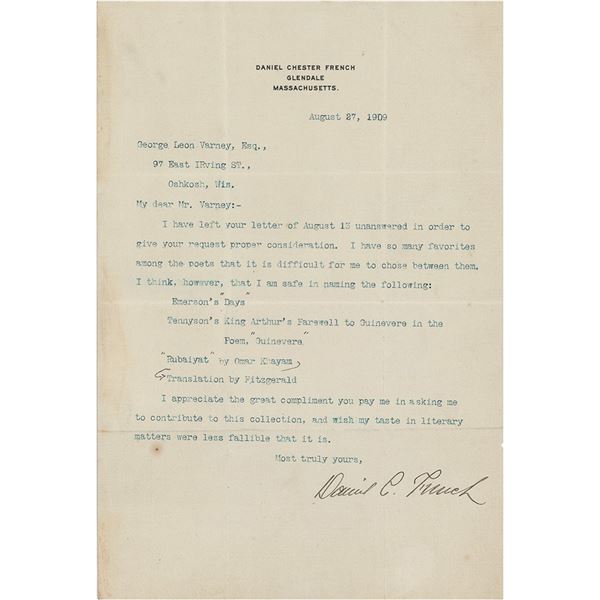 DANIEL CHESTER FRENCH
GLENDALE
MASSACHUSETTS.
August 27, 1909
George Leon Varney, Esq.,
97 East IRving ST.,
Oshkosh, Wis.
My dear Mr. Varney:-
I have left your letter of August 13 unanswered in order to
give your request proper consideration. I have so many favorites
among the poets that it is difficult for me to chose between them.
I think, however, that I am safe in naming the following:
Emerson's "Days"
Tennyson's King Arthur's Farewell to Guinevere in the
Poem, "Guinevere"
"Rubaiyat" by Omar Khayam
Translation by Fitzgerald
I appreciate the great compliment you pay me in asking me
to contribute to this collection, and wish my taste in literary
matters were less fallible that it is.
Most truly yours,
Daniel C. French